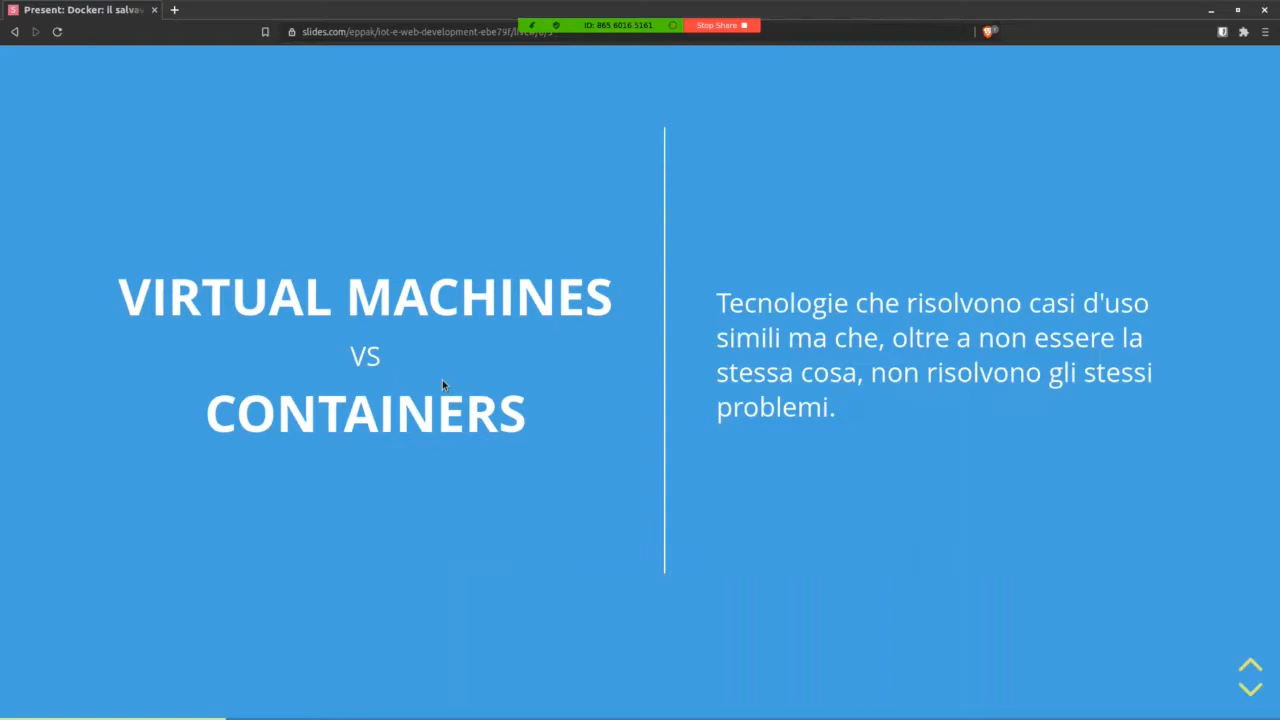 Present: Docker: il salva
ID: 865 6016 5161
Stop Share
slides.com/eppak/iot-e-web-development-ebe79f/
VIRTUAL MACHINES
VS
CONTAINERS
Tecnologie che risolvono casi d'uso
simili ma che, oltre a non essere la
stessa cosa, non risolvono gli stessi
problemi.